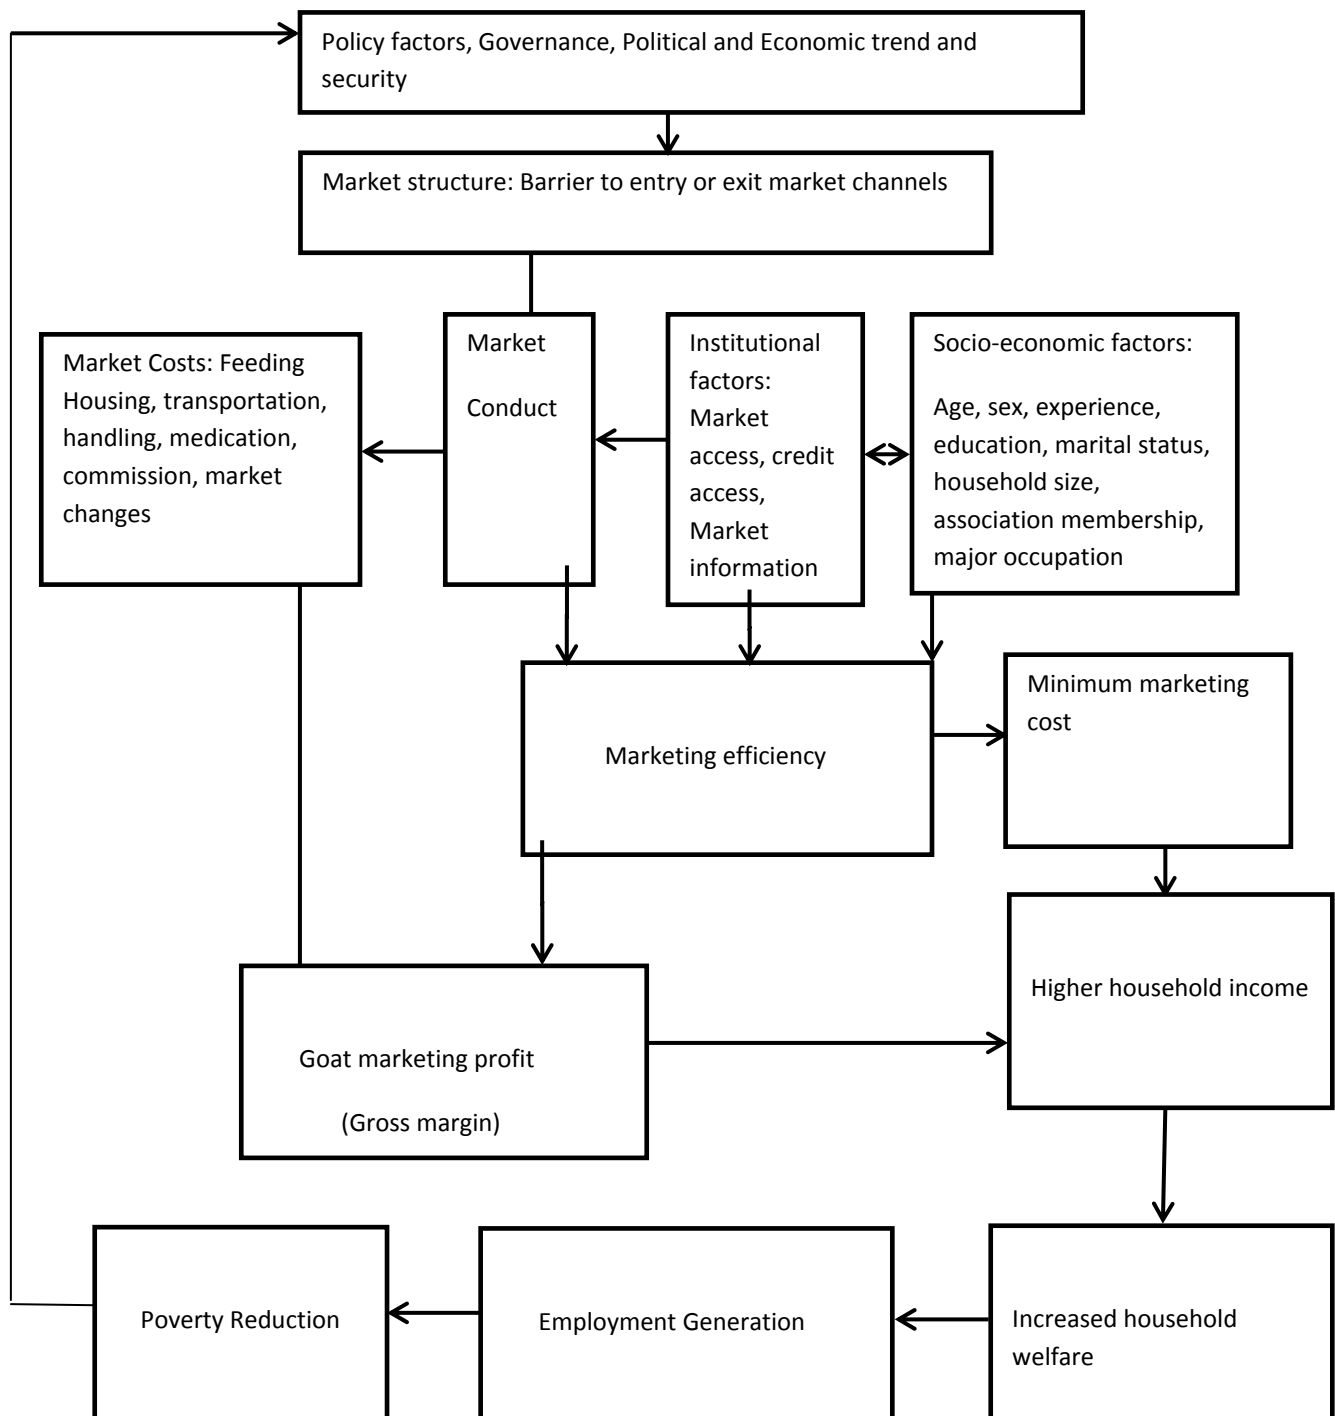 Policy factors, Governance, Political and Economic trend and
security
Market structure: Barrier to entry or exit market channels
Market Costs: Feeding
Housing, transportation,
handling, medication,
commission, market
changes
Market
Conduct
Institutional
factors:
Market
access, credit
access,
Market
information
Socio-economic factors:
Age, sex, experience,
education, marital status,
household size,
association membership,
major occupation
Marketing efficiency
Minimum marketing
cost
Higher household income
Goat marketing profit
(Gross margin)
Poverty Reduction
Employment Generation
Increased household
welfare